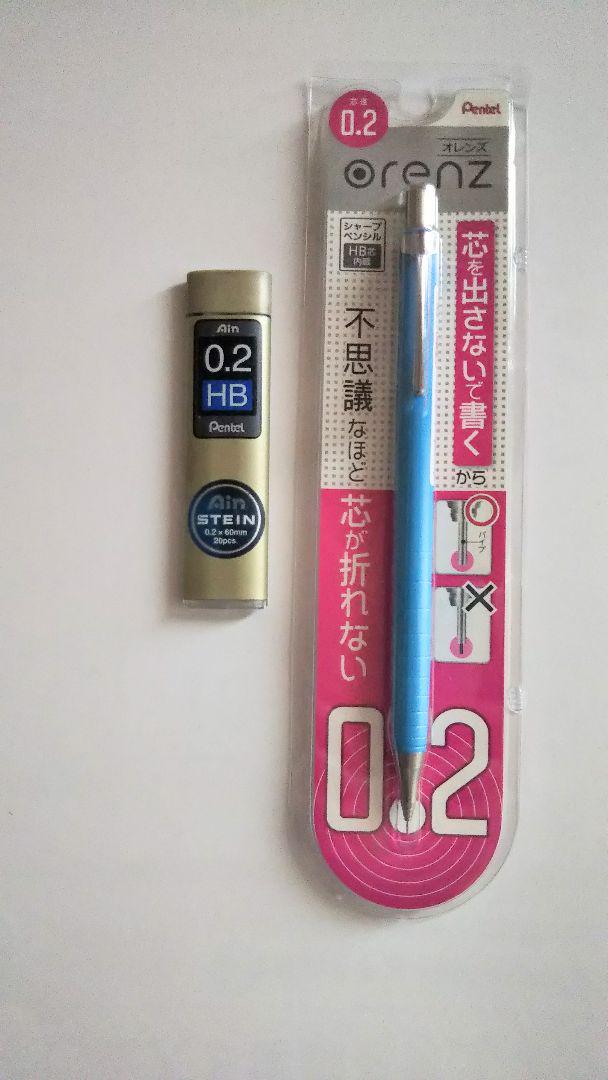 Ain
0.2
HB
Pentel
Ain
STEIN
0.2 × 60mm
20pcs.
芯径
0.2
Pentel
オレンズ
orenz
シャープ
ペンシル
HB芯
内蔵
芯を出さないで書く
から
不思議なほど
芯が折れない
パイプ
0.2